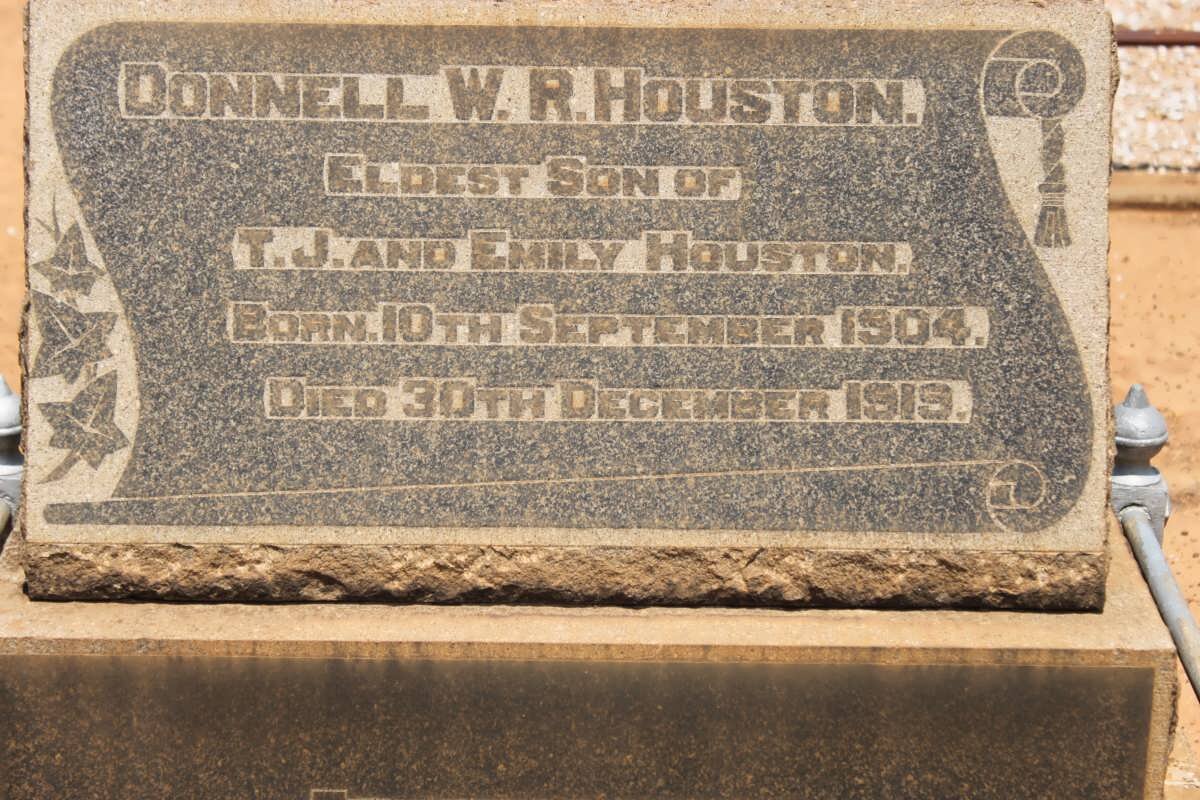 DONNELL W. R. HOUSTON.
ELDEST SON OF
T. J. AND EMILY HOUSTON.
BORN. 10TH SEPTEMBER 1904.
DIED 30TH DECEMBER 1919.